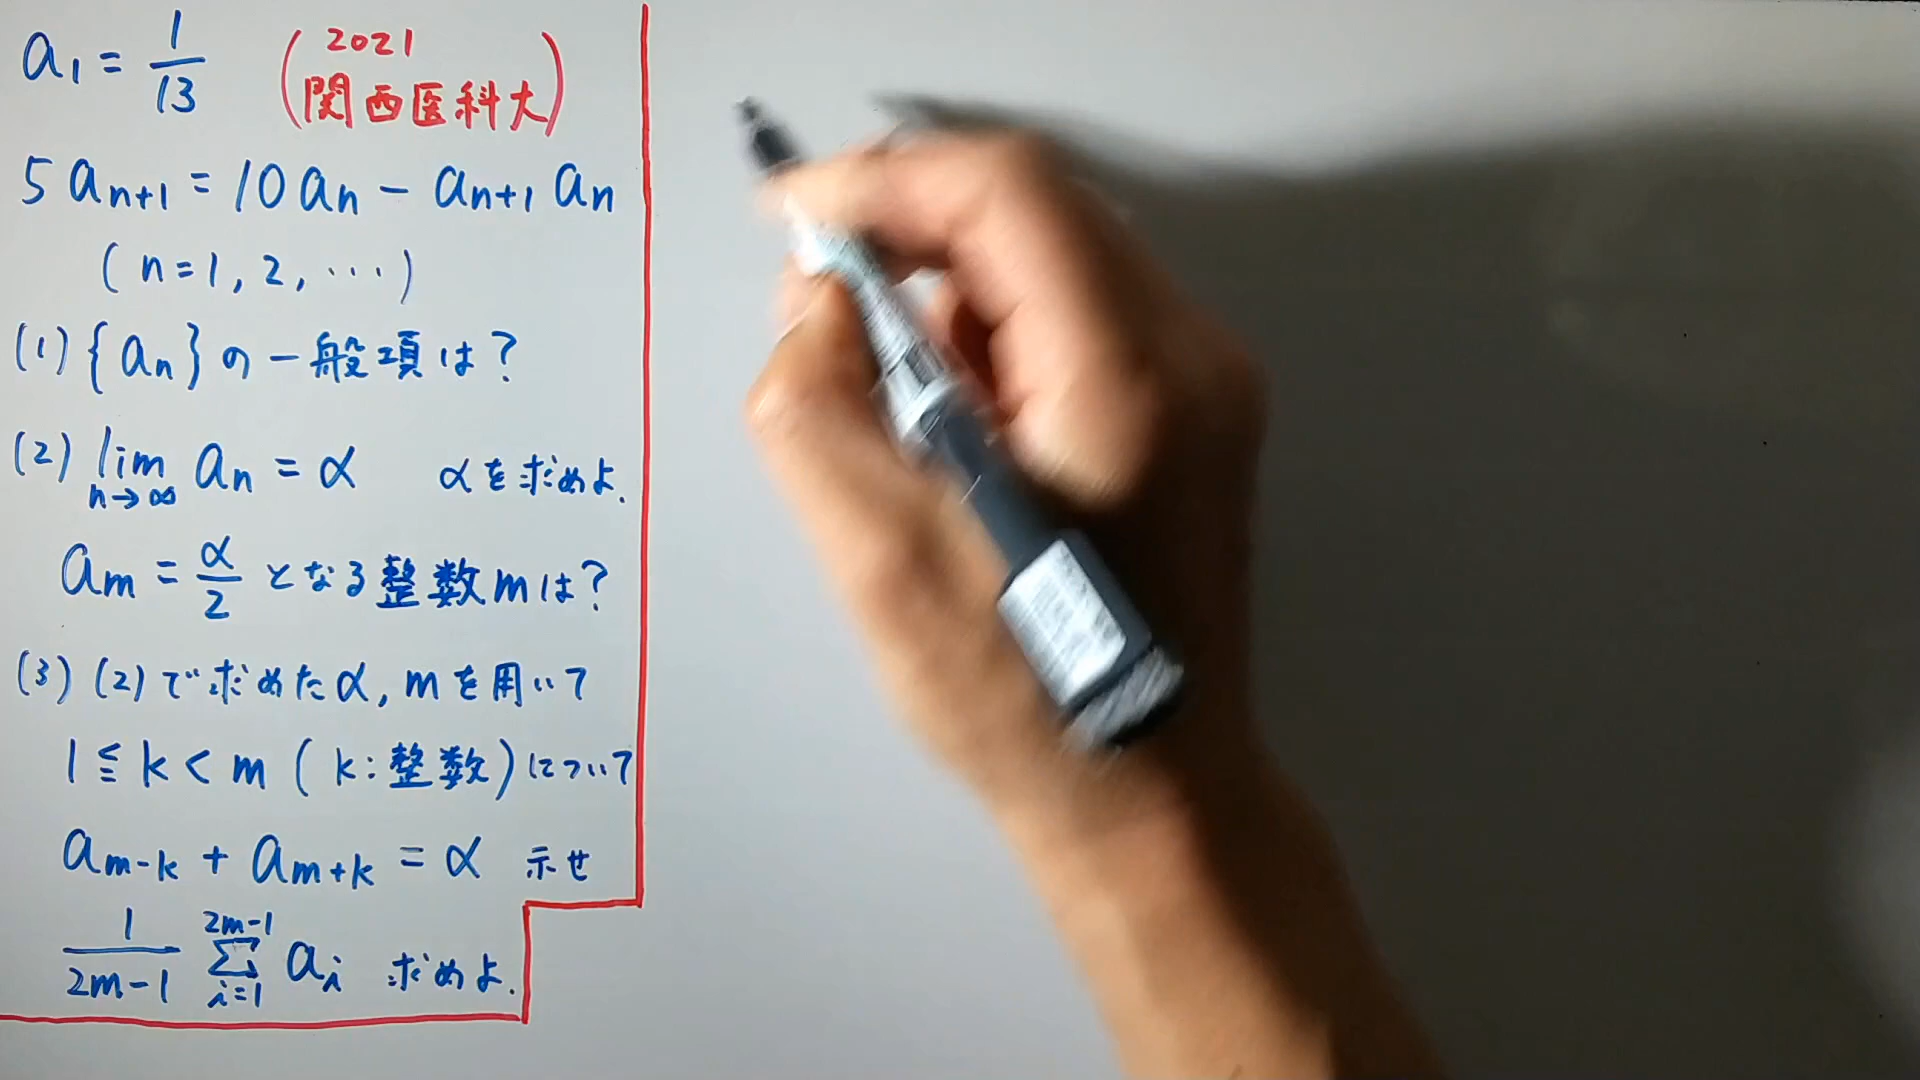 a₁ = 1/13 (2021 関西医科大)
5aₙ₊₁ = 10aₙ − aₙ₊₁aₙ
(n=1, 2, ⋯)
(1) {aₙ}の一般項は?
(2) lim_{n→∞} aₙ = α αを求めよ.
aₘ = α/2 となる整数mは?
(3) (2)で求めたα, mを用いて
1 ≦ k < m (k:整数)について
aₘ₋ₖ + aₘ₊ₖ = α 示せ
1/(2m−1) Σ_{i=1}^{2m−1} aᵢ 求めよ.